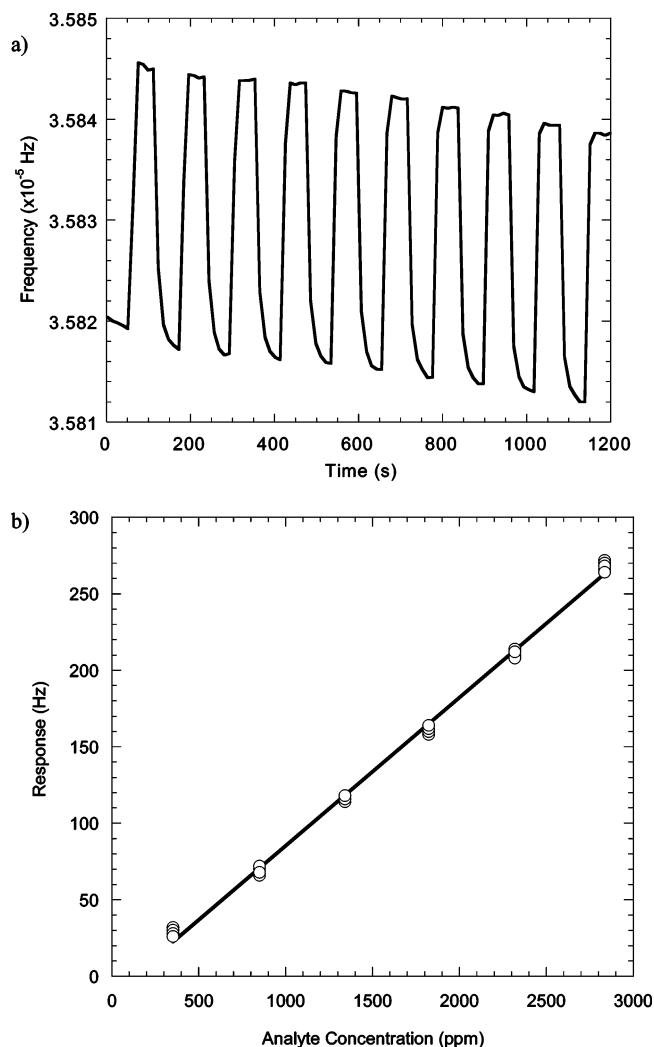 a)
3.585
3.584
3.583
3.582
3.581
Frequency (x10⁻⁵ Hz)
0 200 400 600 800 1000 1200
Time (s)
b)
300
250
200
150
100
50
0
Response (Hz)
0 500 1000 1500 2000 2500 3000
Analyte Concentration (ppm)